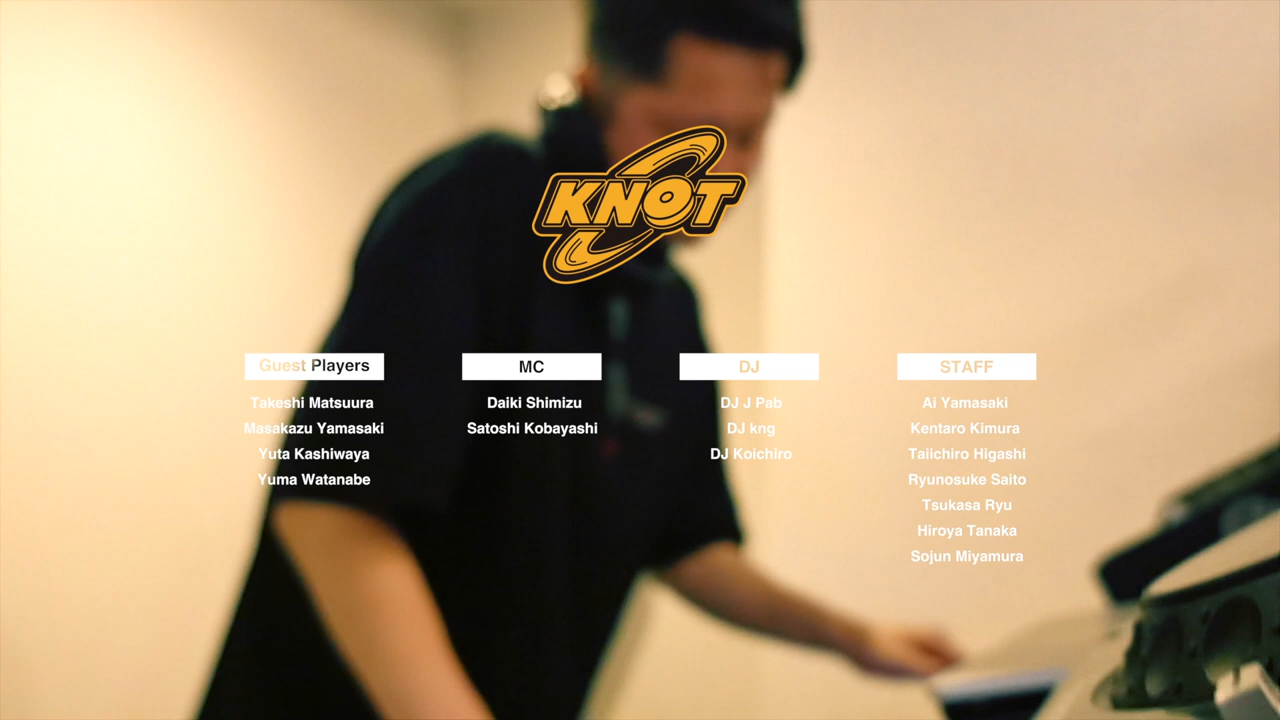 KNOT
Guest Players
Takeshi Matsuura
Masakazu Yamasaki
Yuta Kashiwaya
Yuma Watanabe
MC
Daiki Shimizu
Satoshi Kobayashi
DJ
DJ J Pab
DJ kng
DJ Koichiro
STAFF
Ai Yamasaki
Kentaro Kimura
Taiichiro Higashi
Ryunosuke Saito
Tsukasa Ryu
Hiroya Tanaka
Sojun Miyamura